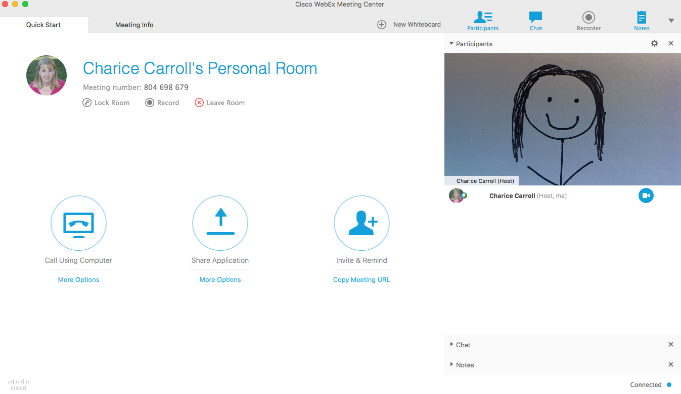 Cisco WebEx Meeting Center
Quick Start
Meeting Info
New Whiteboard
Participants
Chat
Recorder
Notes
Charice Carroll's Personal Room
Meeting number: 804 698 679
Lock Room
Record
Leave Room
Call Using Computer
More Options
Share Application
More Options
Invite & Remind
Copy Meeting URL
Participants
Charice Carroll (Host)
Charice Carroll (Host, me)
Chat
Notes
Connected
CISCO